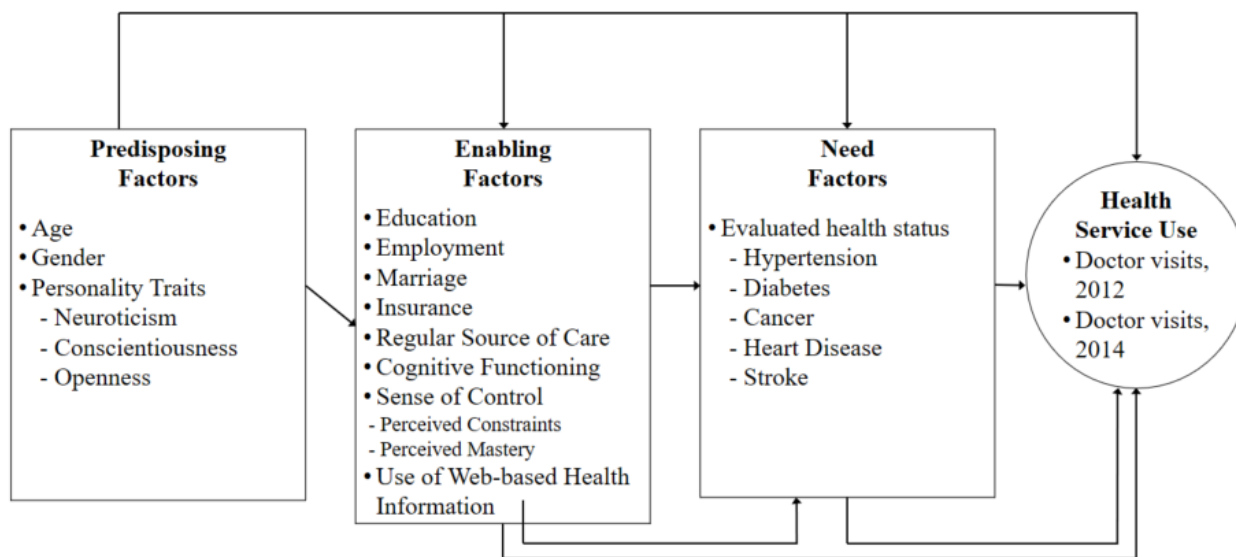 Predisposing
Factors
• Age
• Gender
• Personality Traits
- Neuroticism
- Conscientiousness
- Openness
Enabling
Factors
• Education
• Employment
• Marriage
• Insurance
• Regular Source of Care
• Cognitive Functioning
• Sense of Control
- Perceived Constraints
- Perceived Mastery
• Use of Web-based Health
Information
Need
Factors
• Evaluated health status
- Hypertension
- Diabetes
- Cancer
- Heart Disease
- Stroke
Health
Service Use
• Doctor visits,
2012
• Doctor visits,
2014